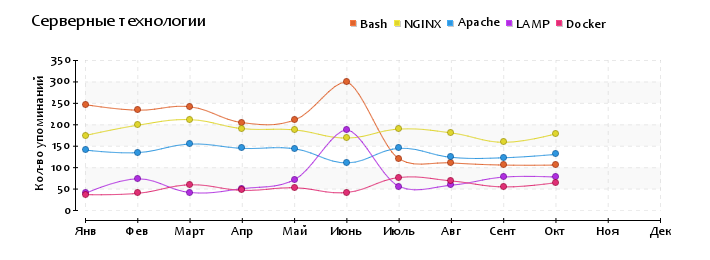 Серверные технологии
Bash NGINX Apache LAMP Docker
Кол-во упоминаний
350
300
250
200
150
100
50
0
Янв Фев Март Апр Май Июнь Июль Авг Сент Окт Ноя Дек